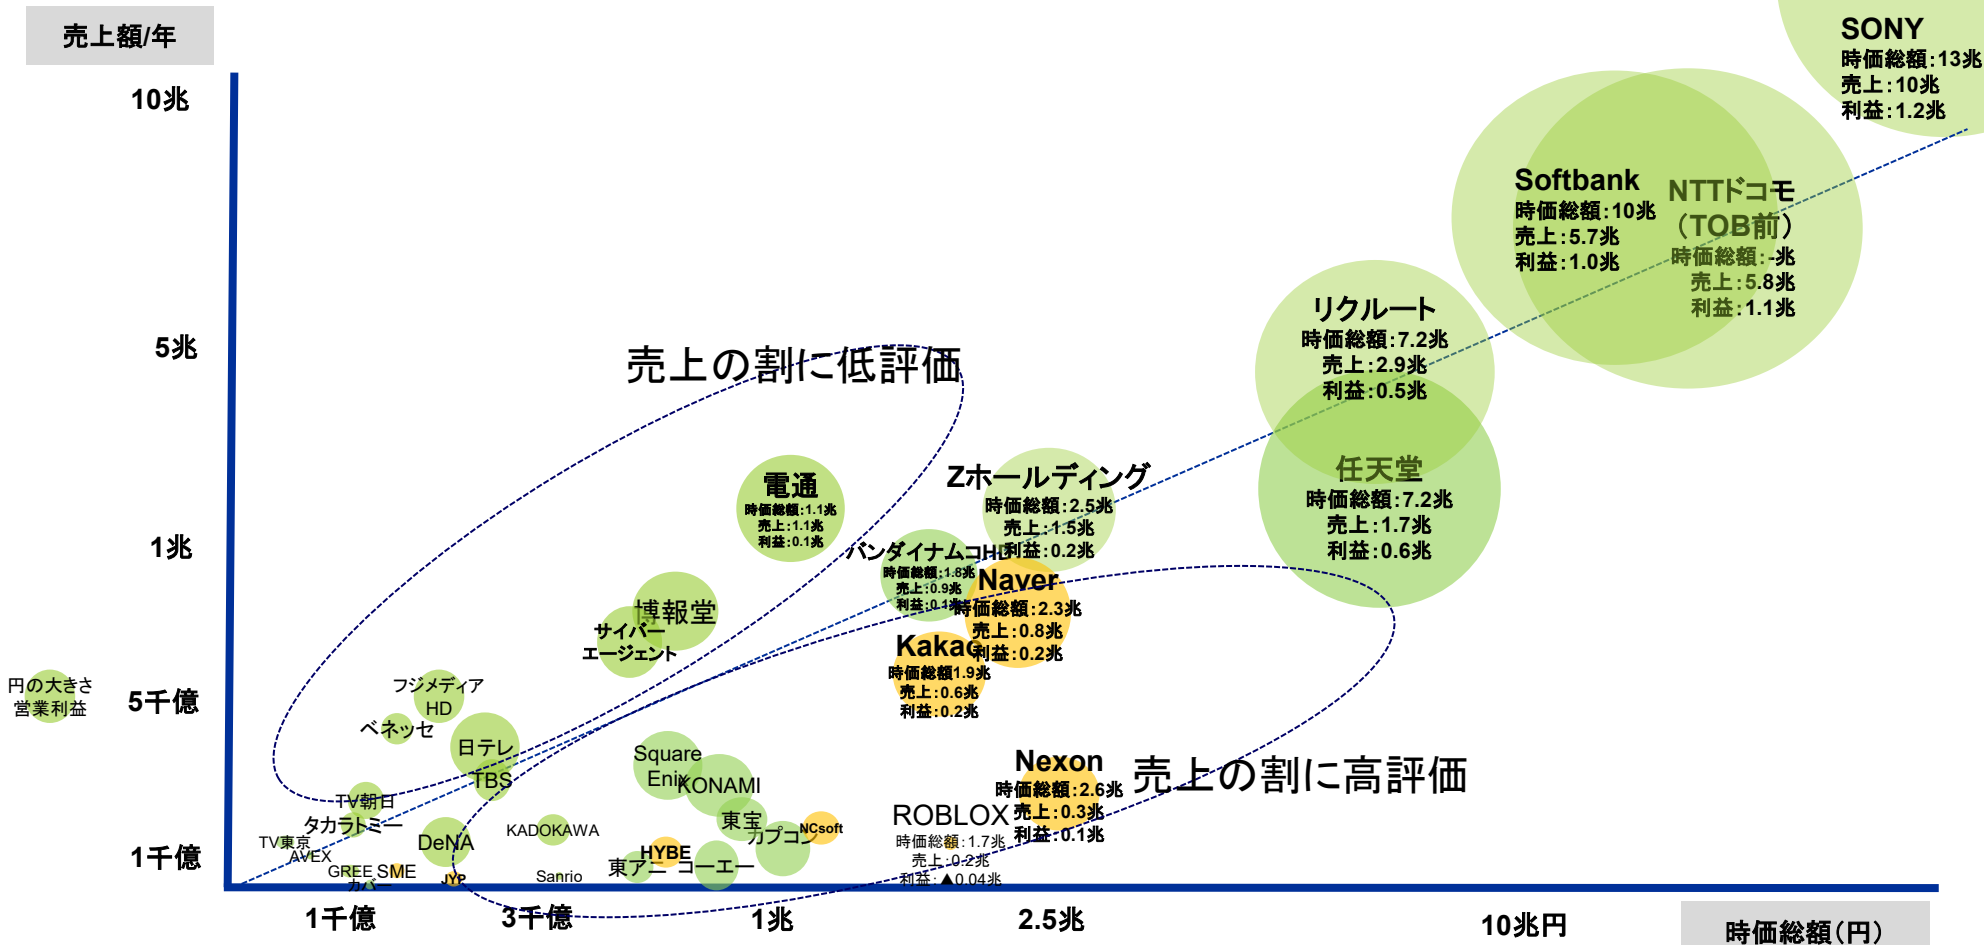 売上額/年
10兆
5兆
1兆
5千億
1千億
円の大きさ
営業利益
SONY
時価総額：13兆
売上：10兆
利益：1.2兆
Softbank
時価総額：10兆
売上：5.7兆
利益：1.0兆
NTTドコモ
（TOB前）
時価総額：-兆
売上：5.8兆
利益：1.1兆
リクルート
時価総額：7.2兆
売上：2.9兆
利益：0.5兆
売上の割に低評価
任天堂
時価総額：7.2兆
売上：1.7兆
利益：0.6兆
電通
時価総額：1.1兆
売上：1.1兆
利益：0.1兆
Zホールディング
時価総額：2.5兆
売上：1.5兆
利益：0.2兆
バンダイナムコHD
時価総額：1.8兆
売上：0.9兆
利益：0.1兆
Naver
時価総額：2.3兆
売上：0.8兆
利益：0.2兆
Kakao
時価総額1.9兆
売上：0.6兆
利益：0.2兆
博報堂
サイバー
エージェント
フジメディア
HD
ベネッセ
日テレ
TBS
Square
Enix
KONAMI
Nexon
時価総額：2.6兆
売上：0.3兆
利益：0.1兆
売上の割に高評価
ROBLOX
時価総額：1.7兆
売上：0.2兆
利益：▲0.04兆
TV朝日
タカラトミー
TV東京
AVEX
DeNA
KADOKAWA
東宝
カプコン
NCsoft
HYBE
東アニ
コーエー
GREE
SME
カバー
JYP
Sanrio
1千億
3千億
1兆
2.5兆
10兆円
時価総額（円）